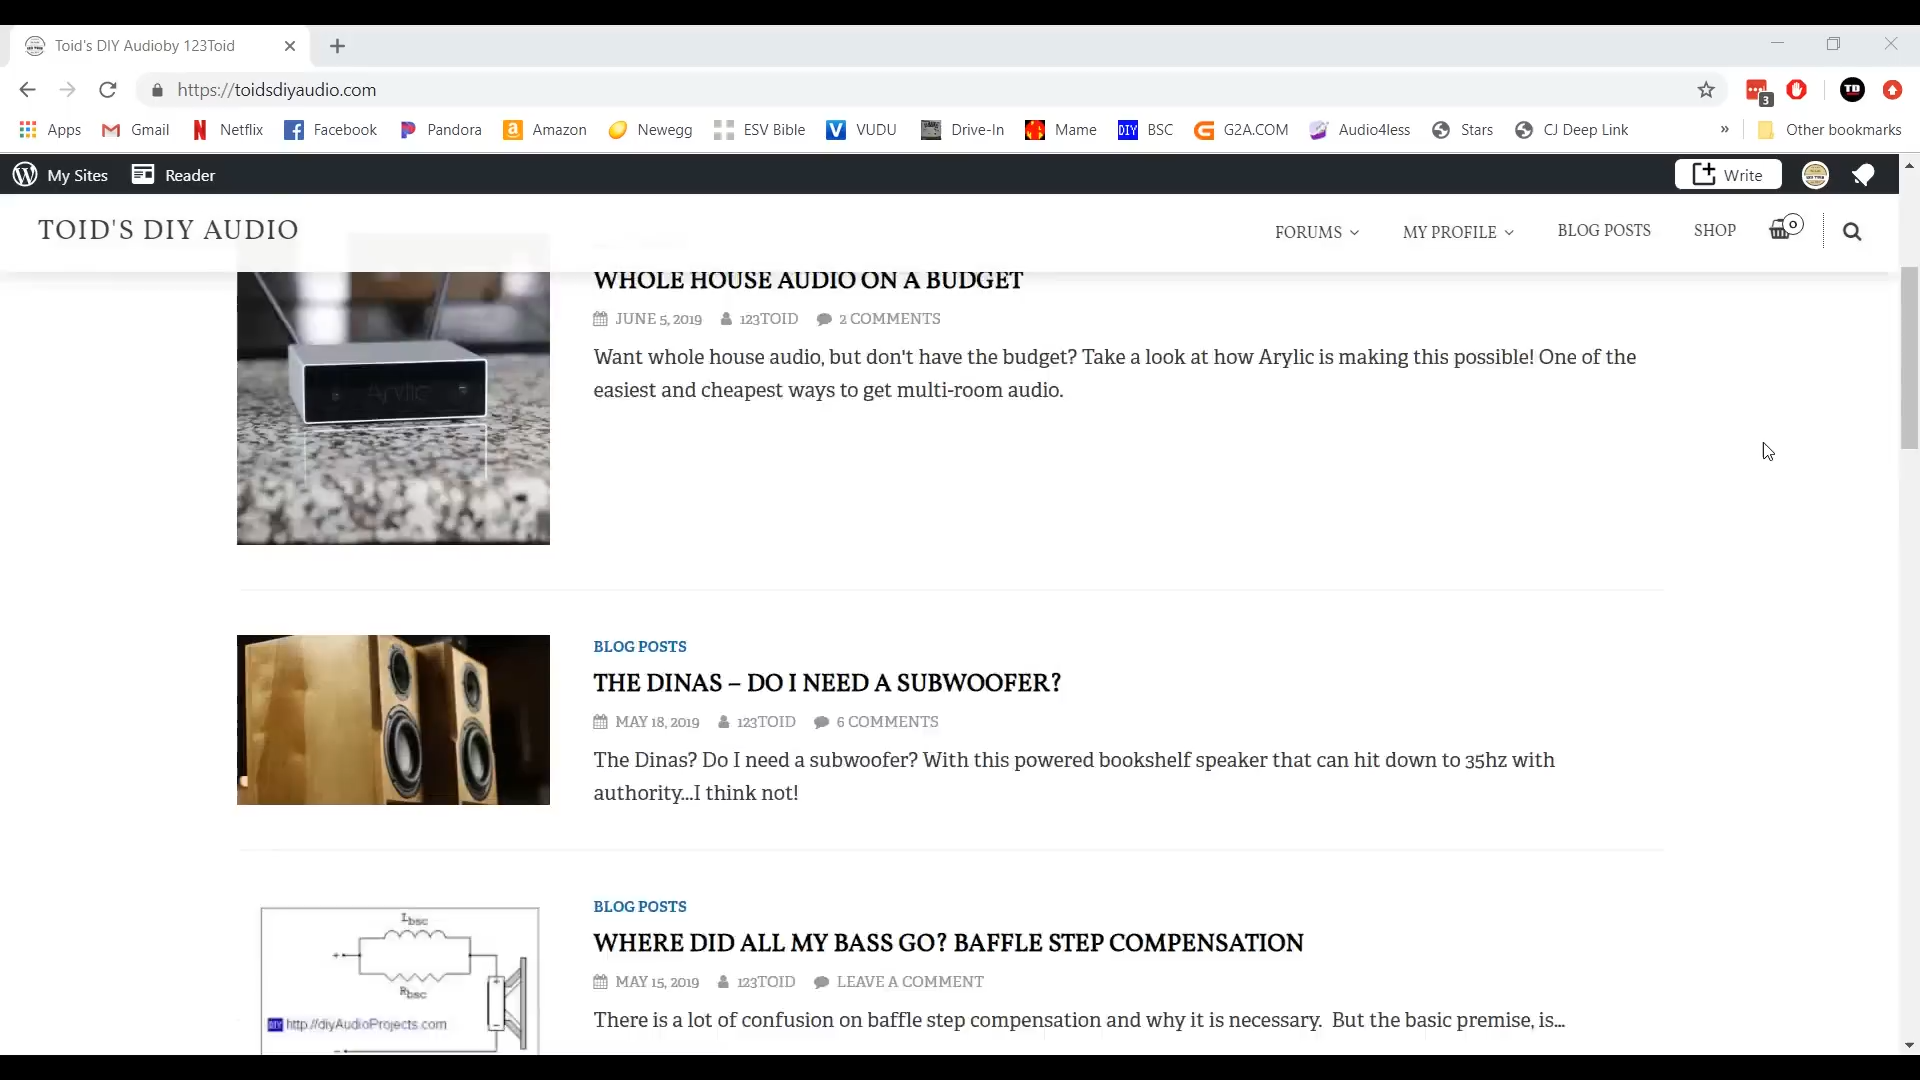 Toid's DIY Audioby 123Toid
https://toidsdiyaudio.com
3
TD
Apps Gmail Netflix Facebook Pandora Amazon Newegg ESV Bible VUDU Drive-In Mame DIY BSC G2A.COM Audio4less Stars CJ Deep Link » Other bookmarks
My Sites Reader Write
TOID'S DIY AUDIO FORUMS MY PROFILE BLOG POSTS SHOP 0
WHOLE HOUSE AUDIO ON A BUDGET
JUNE 5, 2019 123TOID 2 COMMENTS
Want whole house audio, but don't have the budget? Take a look at how Arylic is making this possible! One of the
easiest and cheapest ways to get multi-room audio.
Arylic
BLOG POSTS
THE DINAS – DO I NEED A SUBWOOFER?
MAY 18, 2019 123TOID 6 COMMENTS
The Dinas? Do I need a subwoofer? With this powered bookshelf speaker that can hit down to 35hz with
authority...I think not!
BLOG POSTS
WHERE DID ALL MY BASS GO? BAFFLE STEP COMPENSATION
MAY 15, 2019 123TOID LEAVE A COMMENT
There is a lot of confusion on baffle step compensation and why it is necessary. But the basic premise, is...
Lbsc
Rbsc
DIY http://diyAudioProjects.com